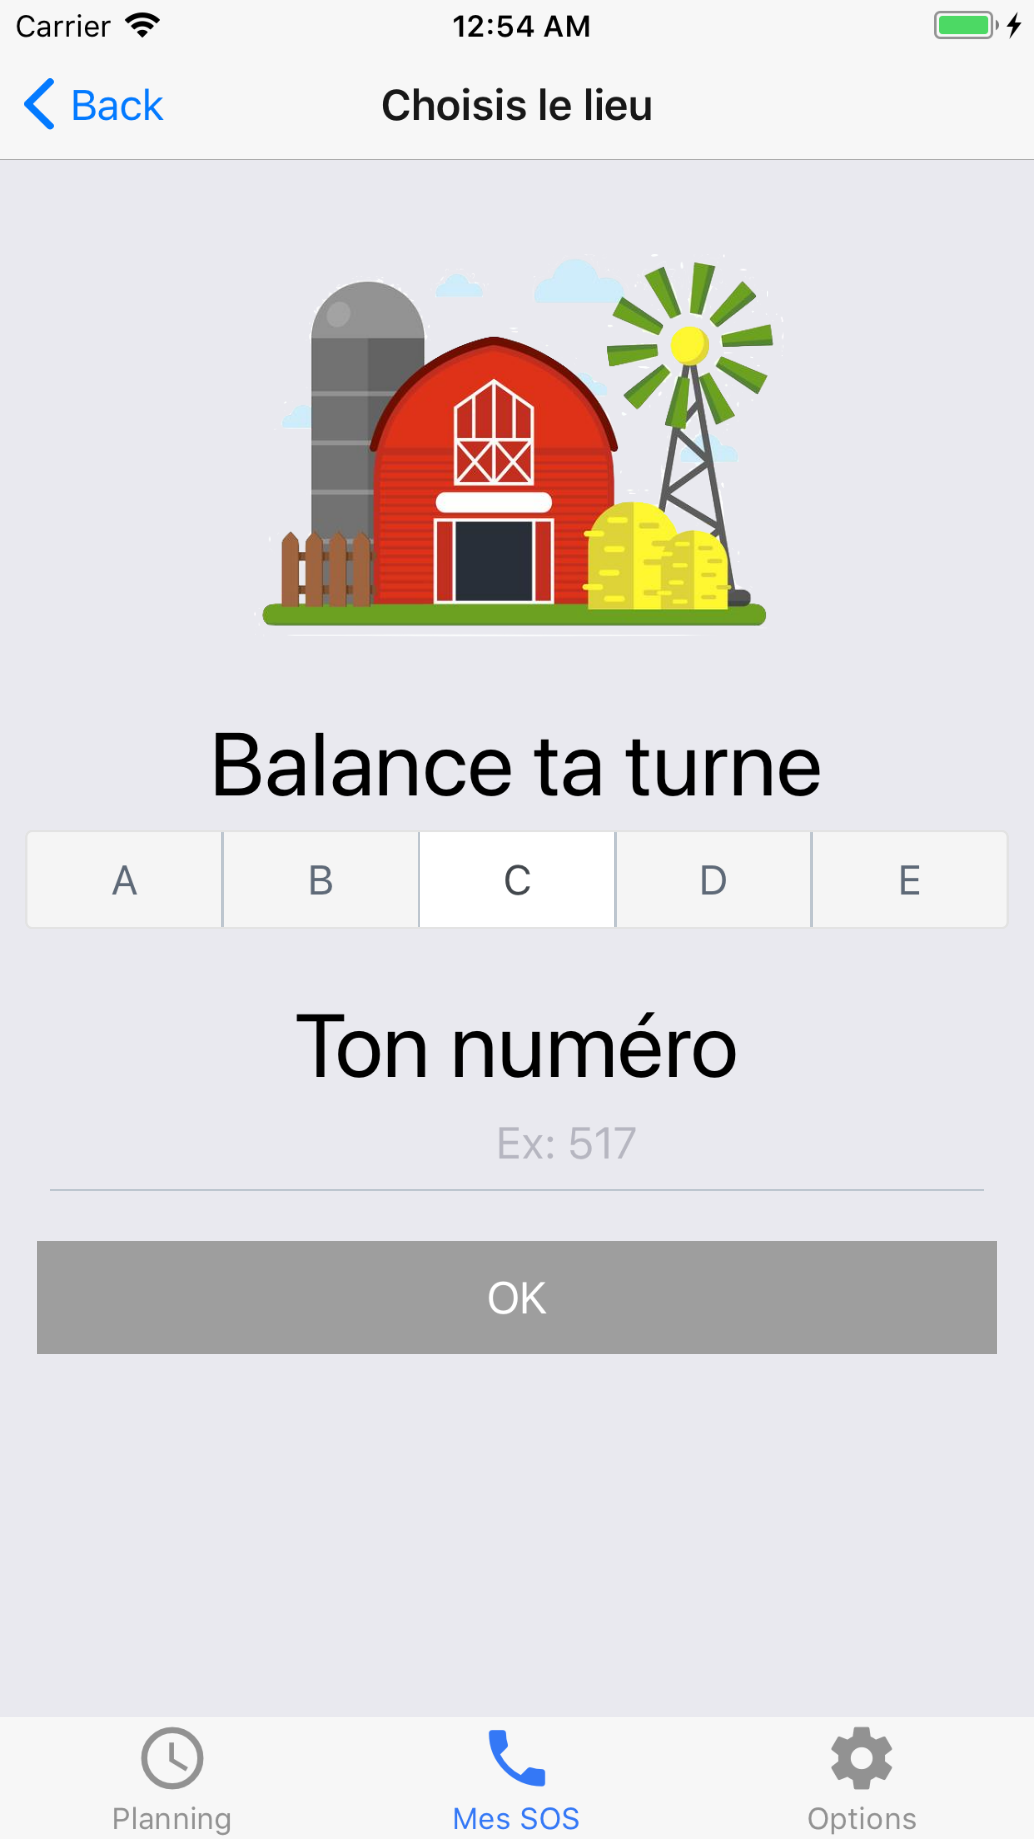 Carrier 12:54 AM
Back Choisis le lieu
Balance ta turne
A B C D E
Ton numéro
Ex: 517
OK
Planning Mes SOS Options